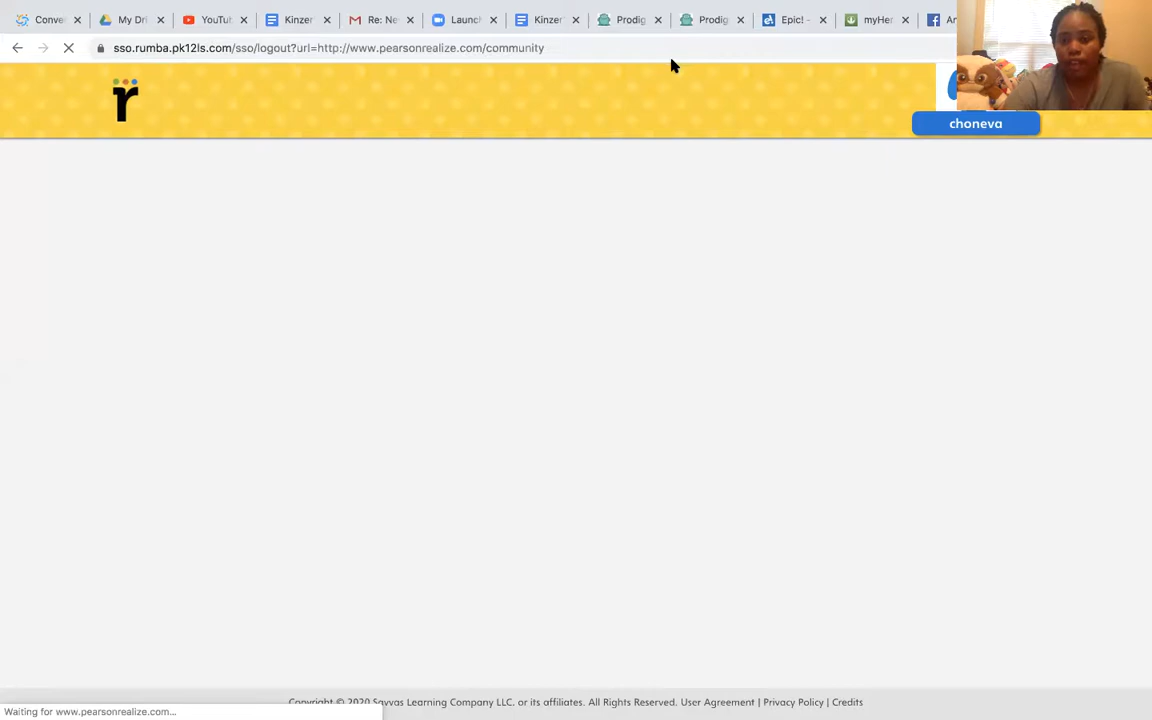 Conve
My Dri
YouTub
Kinzer
Re: Ne
Launch
Kinzer
Prodig
Prodig
Epic! -
myHer
An
sso.rumba.pk12ls.com/sso/logout?url=http://www.pearsonrealize.com/community
r
choneva
Copyright © 2020 Savvas Learning Company LLC. or its affiliates. All Rights Reserved. User Agreement | Privacy Policy | Credits
Waiting for www.pearsonrealize.com...